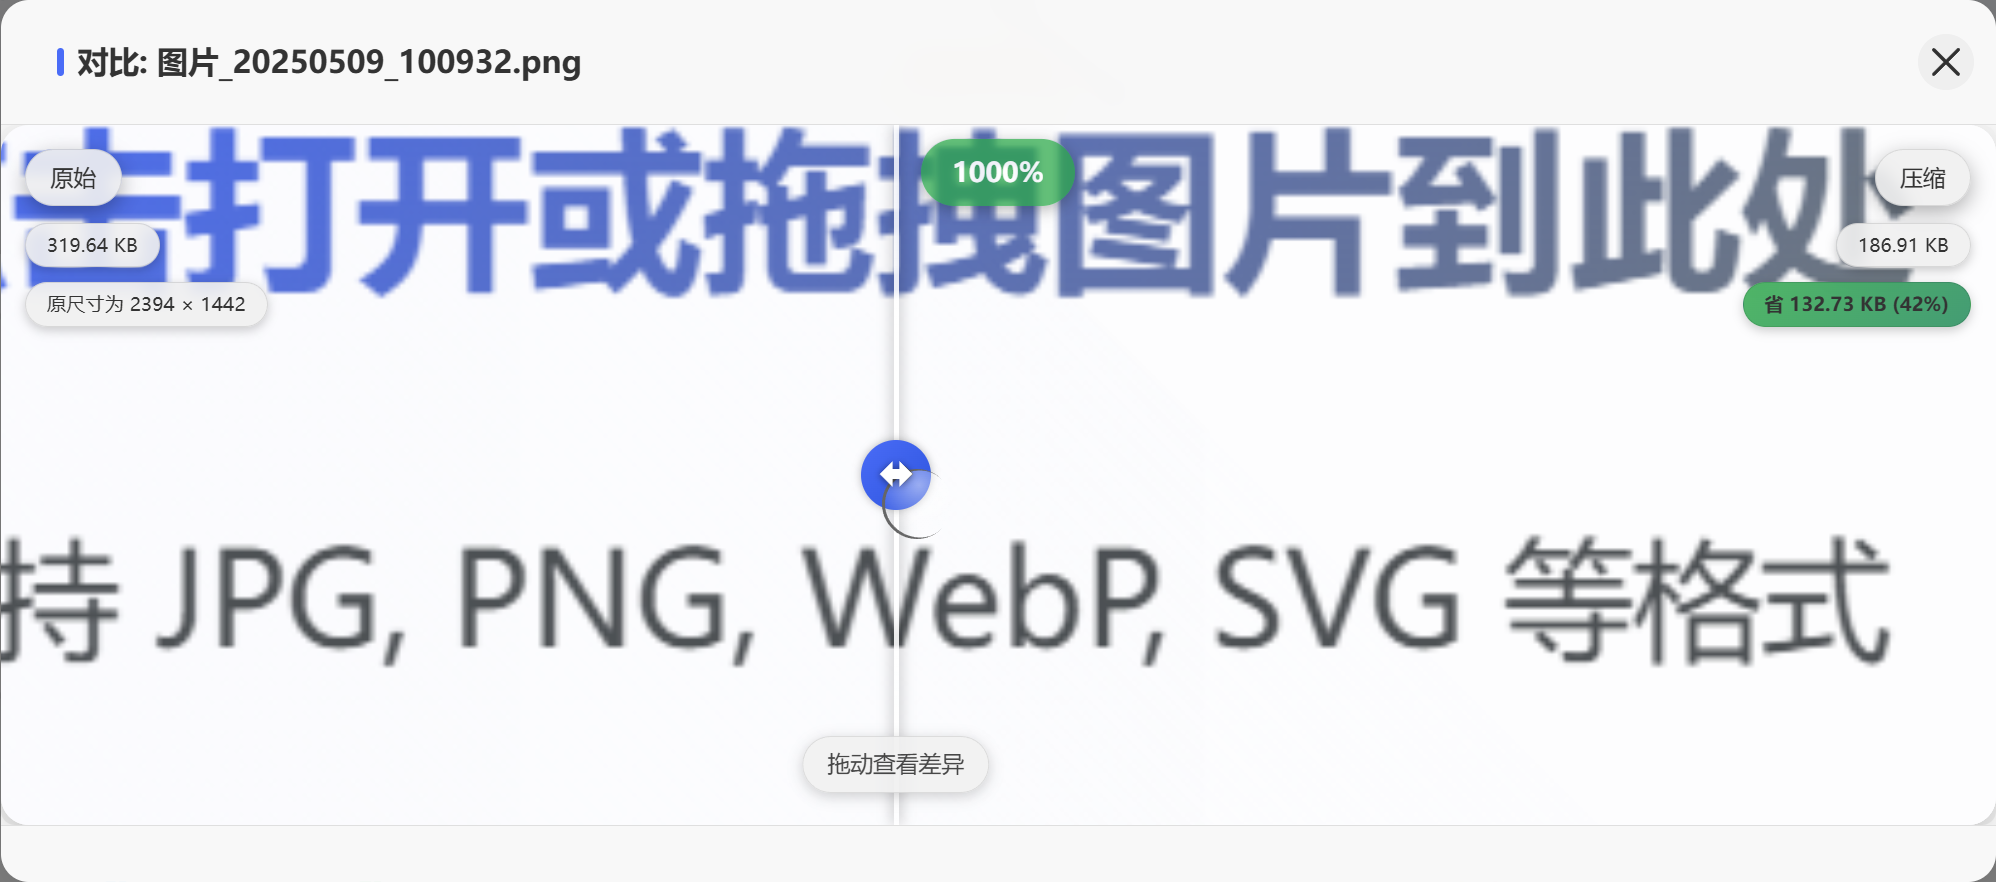 对比: 图片_20250509_100932.png
击打开或拖拽图片到此处
原始
1000%
压缩
319.64 KB
186.91 KB
原尺寸为 2394 × 1442
省 132.73 KB (42%)
持 JPG, PNG, WebP, SVG 等格式
拖动查看差异